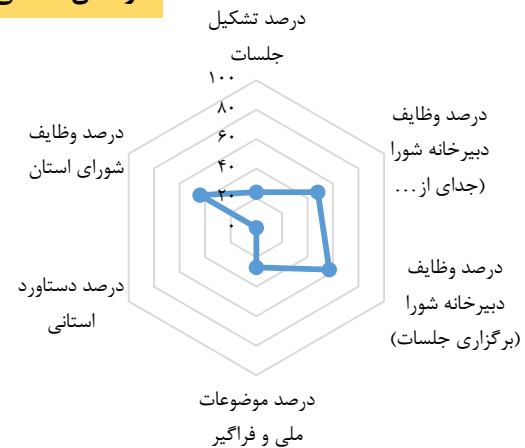 درصد تشکیل
جلسات
۱۰۰
۸۰
۶۰
۴۰
۲۰
۰
درصد وظایف
دبیرخانه شورا
(جدای از...
درصد وظایف
دبیرخانه شورا
(برگزاری جلسات)
درصد موضوعات
ملی و فراگیر
درصد دستاورد
استانی
درصد وظایف
شورای استان